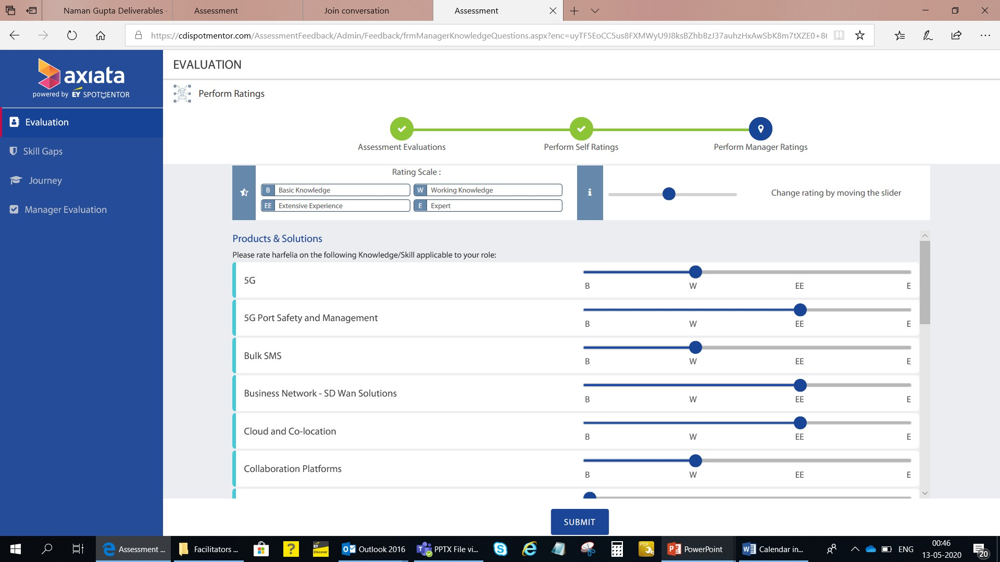 Naman Gupta Deliverables
Assessment
Join conversation
Assessment
https://cdispotmentor.com/AssessmentFeedback/Admin/Feedback/frmManagerKnowledgeQuestions.aspx?enc=uyTF5EoCC5us8FXMWyU9J8ksBZhbBzJ37auhzHxAwSbK8m7tXZE0+8
axiata
powered by EY SPOTMENTOR
Evaluation
Skill Gaps
Journey
Manager Evaluation
EVALUATION
Perform Ratings
Assessment Evaluations
Perform Self Ratings
Perform Manager Ratings
Rating Scale :
B Basic Knowledge
W Working Knowledge
EE Extensive Experience
E Expert
Change rating by moving the slider
Products & Solutions
Please rate harfelia on the following Knowledge/Skill applicable to your role:
5G
B W EE E
5G Port Safety and Management
B W EE E
Bulk SMS
B W EE E
Business Network - SD Wan Solutions
B W EE E
Cloud and Co-location
B W EE E
Collaboration Platforms
B W EE E
SUBMIT
Assessment ...
Facilitators ...
EY
Discover
Outlook 2016
PPTX File vi...
PDF
PowerPoint
Calendar in...
ENG
00:46
13-05-2020
20